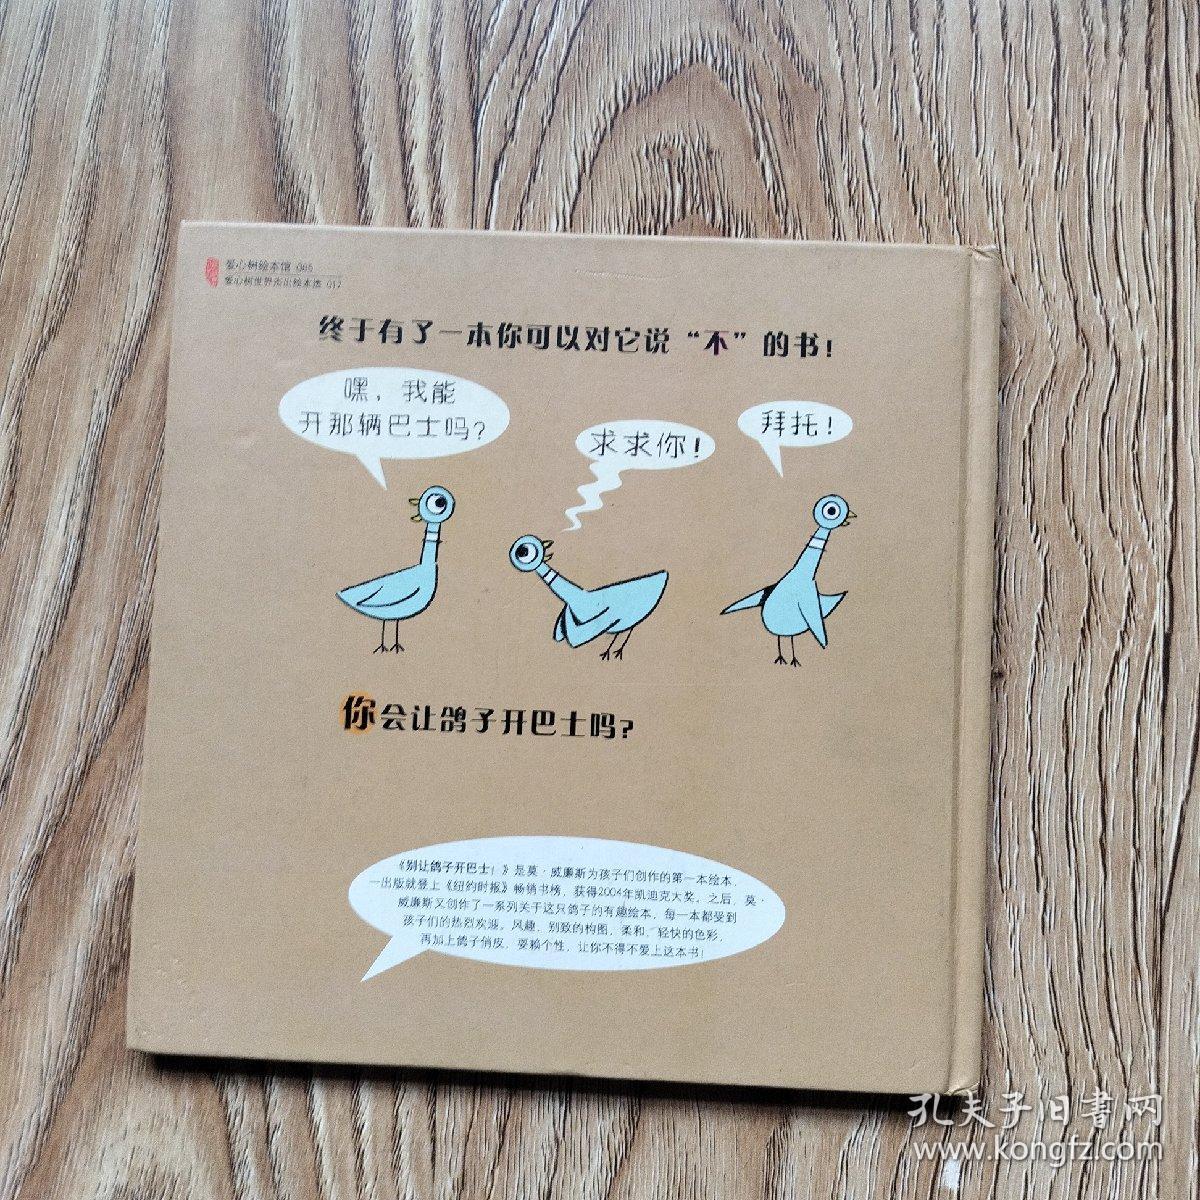 爱心树绘本馆 065
爱心树世界杰出绘本选 017
终于有了一本你可以对它说“不”的书!
嘿,我能
开那辆巴士吗?
求求你!
拜托!
你会让鸽子开巴士吗?
《别让鸽子开巴士!》是莫·威廉斯为孩子们创作的第一本绘本,
一出版就登上《纽约时报》畅销书榜,获得2004年凯迪克大奖。之后,莫·
威廉斯又创作了一系列关于这只鸽子的有趣绘本,每一本都受到
孩子们的热烈欢迎。风趣、别致的构图,柔和、轻快的色彩,
再加上鸽子俏皮、耍赖个性,让你不得不爱上这本书!
孔夫子旧書网
www.kongfz.com